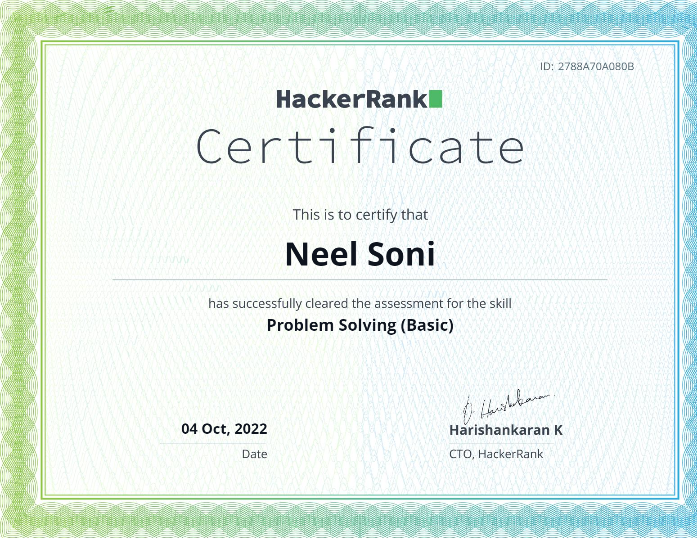 ID: 2788A70A080B
HackerRank
Certificate
This is to certify that
Neel Soni
has successfully cleared the assessment for the skill
Problem Solving (Basic)
04 Oct, 2022
Date
D. Harishankaran
Harishankaran K
CTO, HackerRank